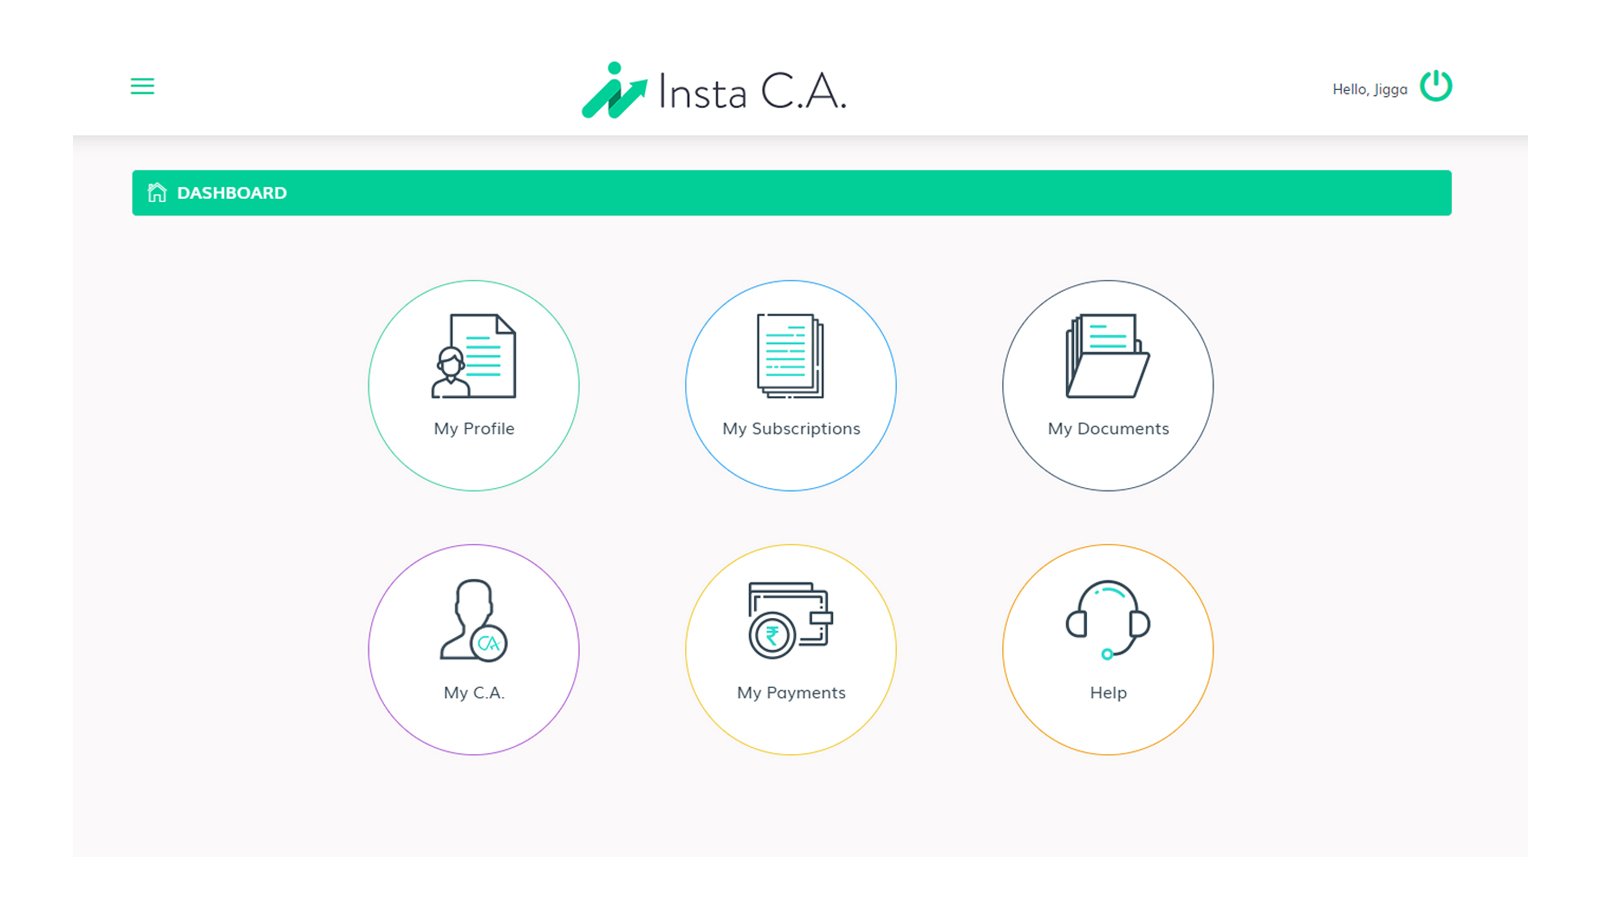 Insta C.A.
Hello, Jigga
DASHBOARD
My Profile
My Subscriptions
My Documents
CA
₹
My C.A.
My Payments
Help